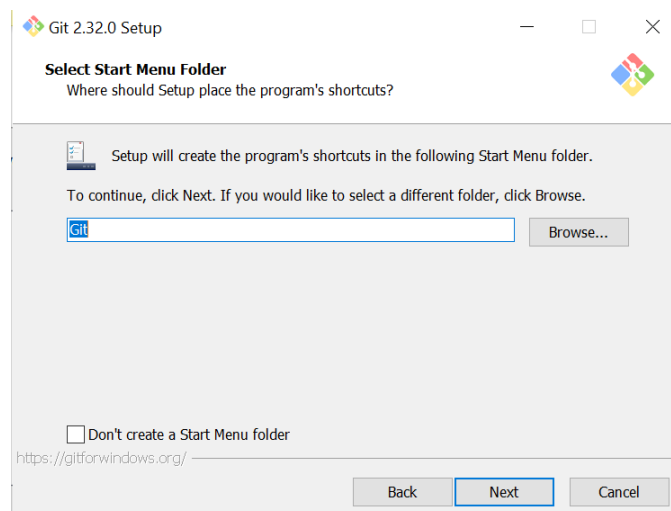 Git 2.32.0 Setup
Select Start Menu Folder
Where should Setup place the program's shortcuts?
Setup will create the program's shortcuts in the following Start Menu folder.
To continue, click Next. If you would like to select a different folder, click Browse.
Git
Browse...
Don't create a Start Menu folder
https://gitforwindows.org/
Back
Next
Cancel